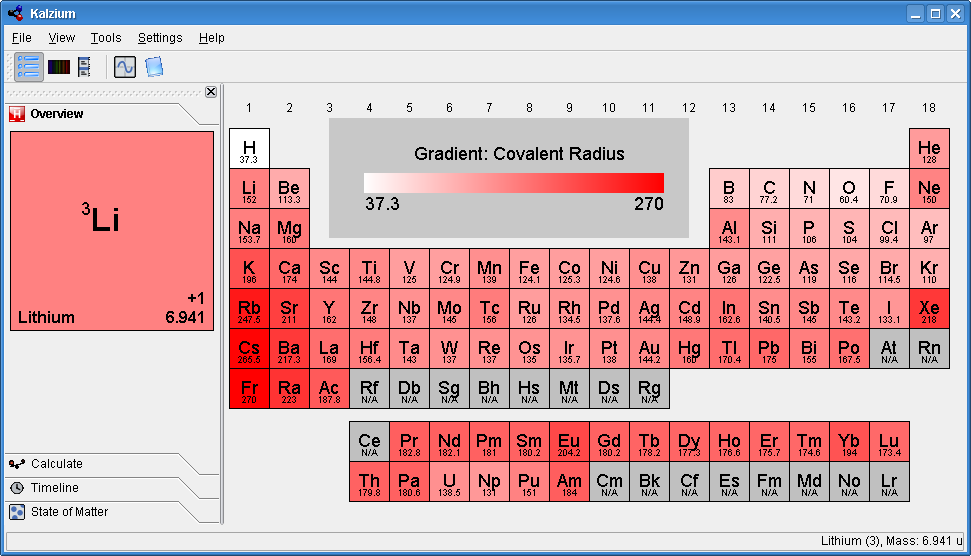 Kalzium
File View Tools Settings Help
Overview
3Li
+1
Lithium 6.941
Calculate
Timeline
State of Matter
1 2 3 4 5 6 7 8 9 10 11 12 13 14 15 16 17 18
Gradient: Covalent Radius
37.3 270
H He
37.3 128
Li Be B C N O F Ne
152 113.3 83 77.2 71 60.4 70.9 150
Na Mg Al Si P S Cl Ar
153.7 160 143.1 111 106 104 99.4 97
K Ca Sc Ti V Cr Mn Fe Co Ni Cu Zn Ga Ge As Se Br Kr
196 174 144 144.8 125 124.9 139 124.1 125.3 124.6 138 131 126 122.5 119 116 114.5 110
Rb Sr Y Zr Nb Mo Tc Ru Rh Pd Ag Cd In Sn Sb Te I Xe
247.5 211 162 148 137 145 156 126 134.5 137.6 144.4 148.9 162.6 140.5 145 143.2 133.1 218
Cs Ba La Hf Ta W Re Os Ir Pt Au Hg Tl Pb Bi Po At Rn
265.5 217.3 169 156.4 143 137 137 135 135.7 138 144.2 160 170.4 175 155 167.5 N/A N/A
Fr Ra Ac Rf Db Sg Bh Hs Mt Ds Rg
270 223 187.8 N/A N/A N/A N/A N/A N/A N/A N/A
Ce Pr Nd Pm Sm Eu Gd Tb Dy Ho Er Tm Yb Lu
N/A 182.8 182.1 181 180.2 204.2 180.2 178.2 177.3 176.6 175.7 174.6 194 173.4
Th Pa U Np Pu Am Cm Bk Cf Es Fm Md No Lr
179.8 180.6 138.5 131 151 184 N/A N/A N/A N/A N/A N/A N/A N/A
Lithium (3), Mass: 6.941 u